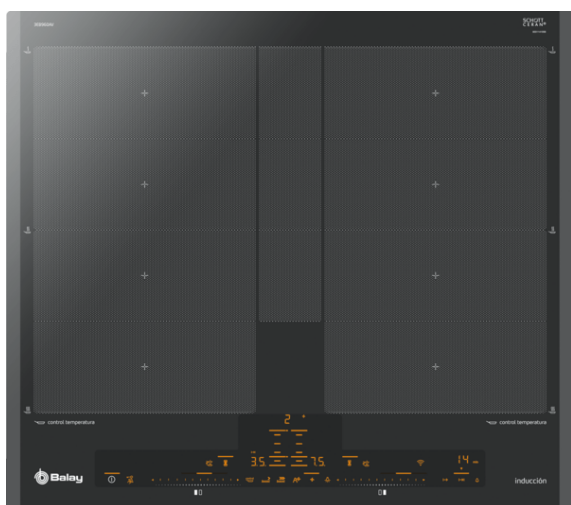 SCHOTT
CERAN®
control temperatura
control temperatura
2
3.5.
7.5.
14
Balay
inducción